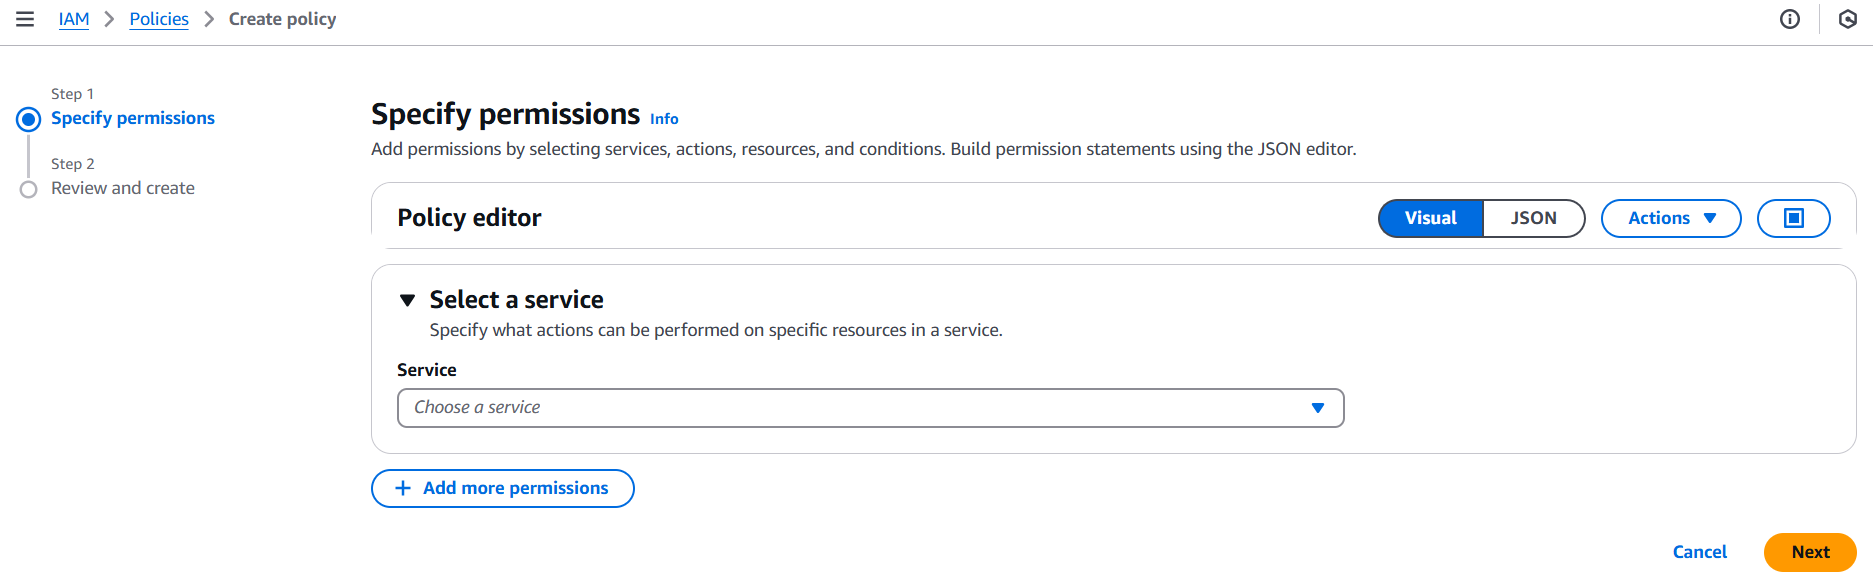 IAM > Policies > Create policy
Step 1
Specify permissions
Step 2
Review and create
Specify permissions Info
Add permissions by selecting services, actions, resources, and conditions. Build permission statements using the JSON editor.
Policy editor
Visual JSON Actions
Select a service
Specify what actions can be performed on specific resources in a service.
Service
Choose a service
+ Add more permissions
Cancel Next